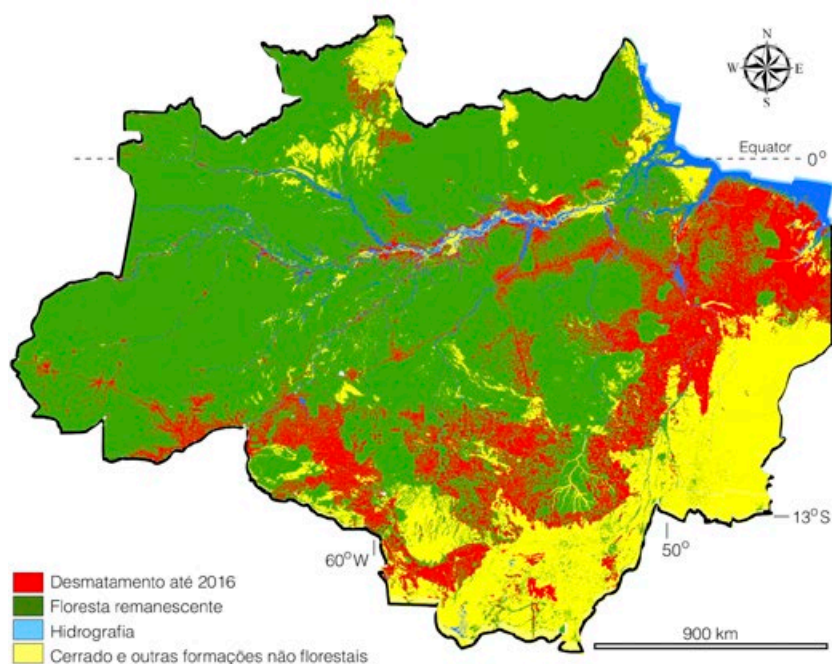 N
W E
S
Equator 0°
13°S
60°W 50°
Desmatamento até 2016
Floresta remanescente
Hidrografia
Cerrado e outras formações não florestais
900 km